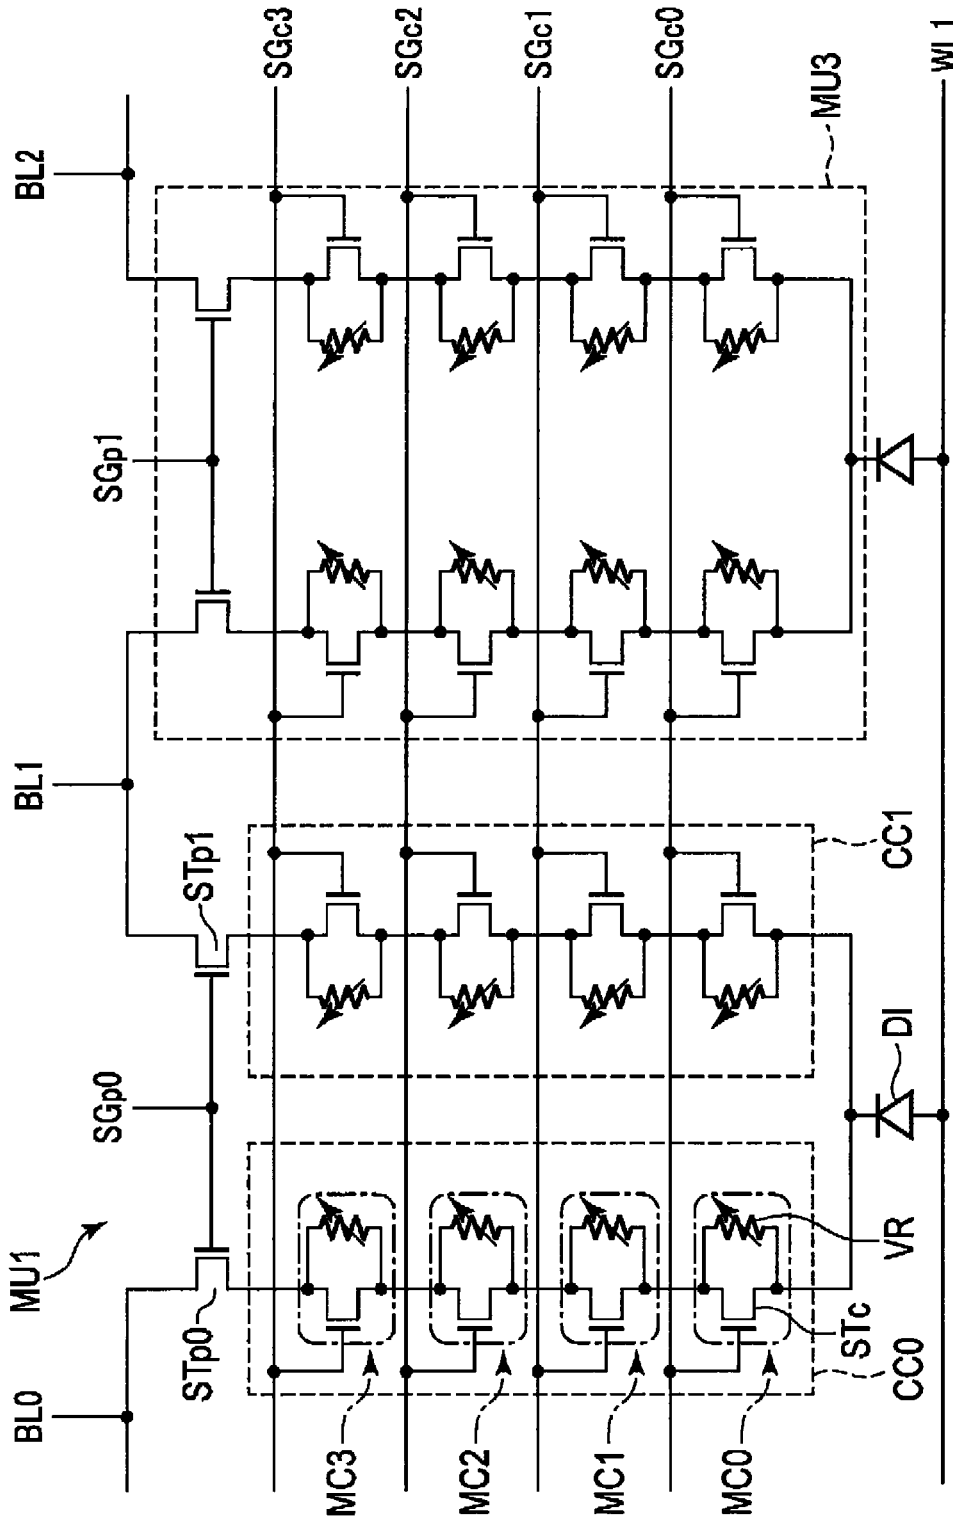 BL0
BL1
BL2
MU1
SGp0
SGp1
STp0
STp1
SGc3
SGc2
SGc1
SGc0
WL1
MU3
MC3
MC2
MC1
MC0
CC0
STc
VR
DI
CC1